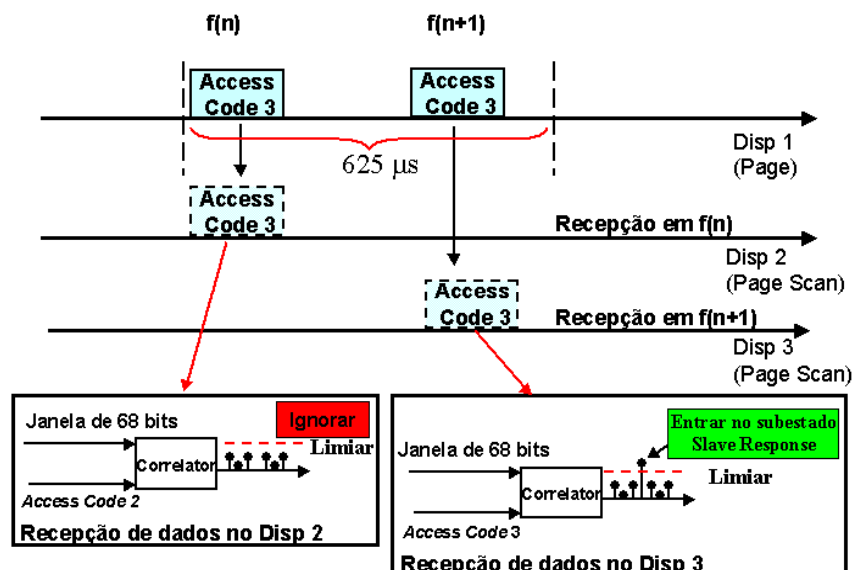 f(n)
f(n+1)
Access
Code 3
Access
Code 3
625 μs
Disp 1
(Page)
Access
Code 3
Recepção em f(n)
Disp 2
(Page Scan)
Access
Code 3
Recepção em f(n+1)
Disp 3
(Page Scan)
Janela de 68 bits
Ignorar
Limiar
Correlator
Access Code 2
Recepção de dados no Disp 2
Entrar no subestado
Slave Response
Janela de 68 bits
Limiar
Correlator
Access Code 3
Recepção de dados no Disp 3